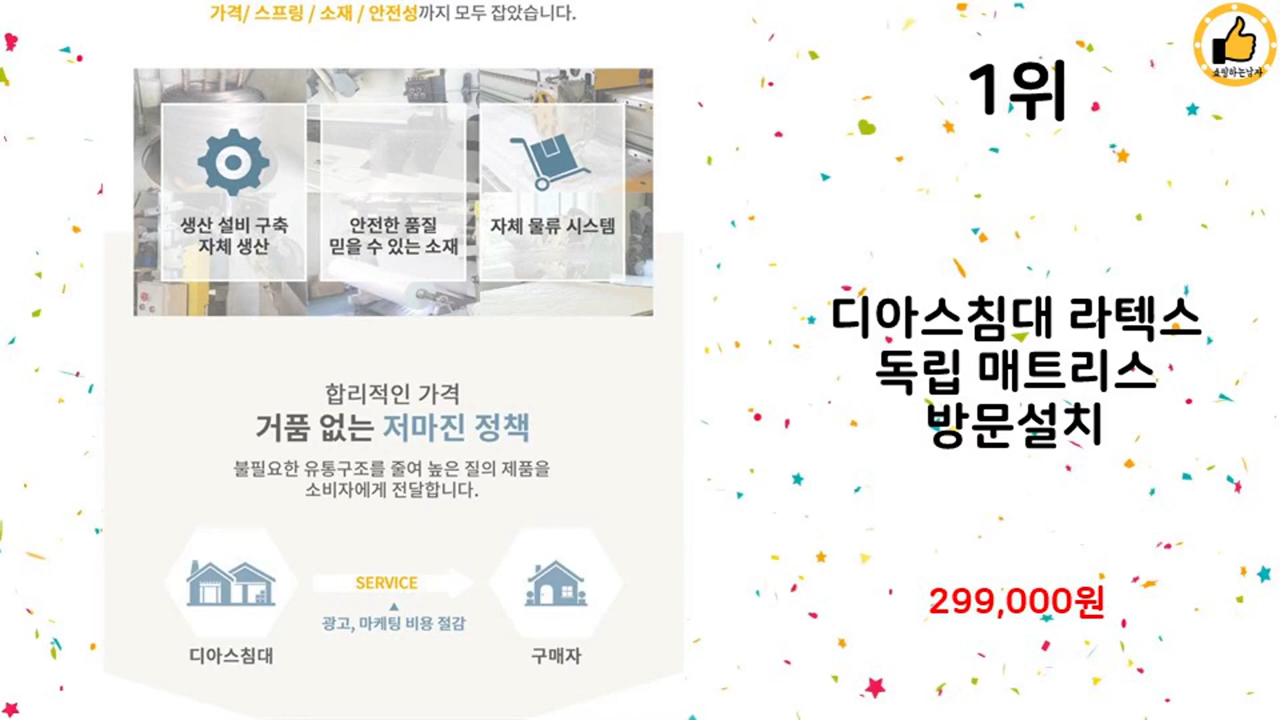 가격/ 스프링 / 소재 / 안전성까지 모두 잡았습니다.
생산 설비 구축
자체 생산
안전한 품질
믿을 수 있는 소재
자체 물류 시스템
합리적인 가격
거품 없는 저마진 정책
불필요한 유통구조를 줄여 높은 질의 제품을
소비자에게 전달합니다.
SERVICE
▲
광고, 마케팅 비용 절감
디아스침대
구매자
쇼핑하는남자
1위
디아스침대 라텍스
독립 매트리스
방문설치
299,000원